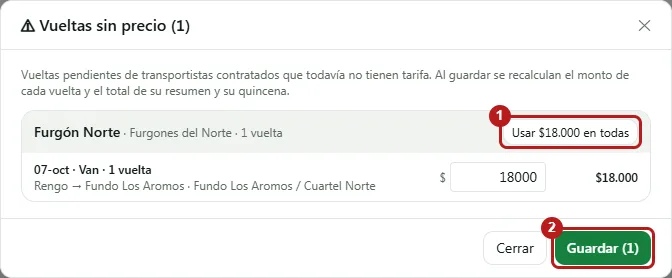 ⚠ Vueltas sin precio (1)
Vueltas pendientes de transportistas contratados que todavía no tienen tarifa. Al guardar se recalculan el monto de
cada vuelta y el total de su resumen y su quincena.
1
Furgón Norte · Furgones del Norte · 1 vuelta
Usar $18.000 en todas
07-oct · Van · 1 vuelta
Rengo → Fundo Los Aromos · Fundo Los Aromos / Cuartel Norte
$ 18000
$18.000
2
Cerrar
Guardar (1)